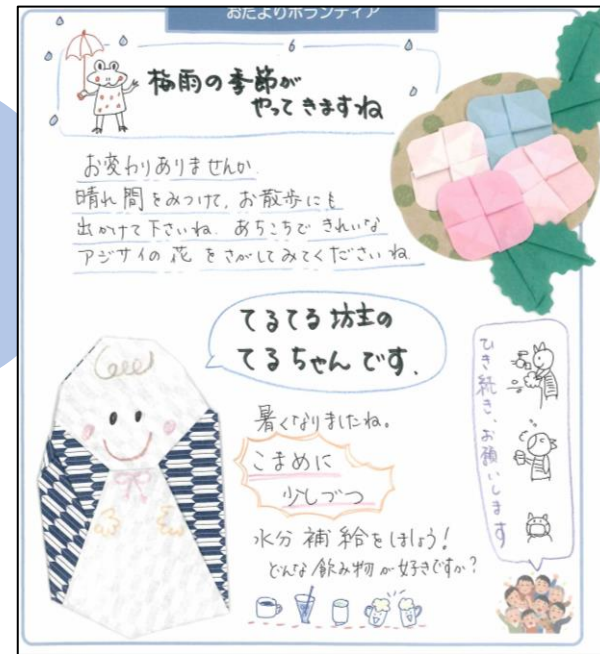 おたよりボランティア
6
梅雨の季節が
やってきますね
お変わりありませんか
晴れ間をみつけて、お散歩にも
出かけて下さいね. あちこちで きれいな
アジサイの花 をさがしてみてくださいね
てるてる坊主の
てるちゃんです.
暑くなりましたね。
こまめに
少しづつ
水分補給をしましょう!
どんな飲み物が好きですか?
ひき続き、お願いします